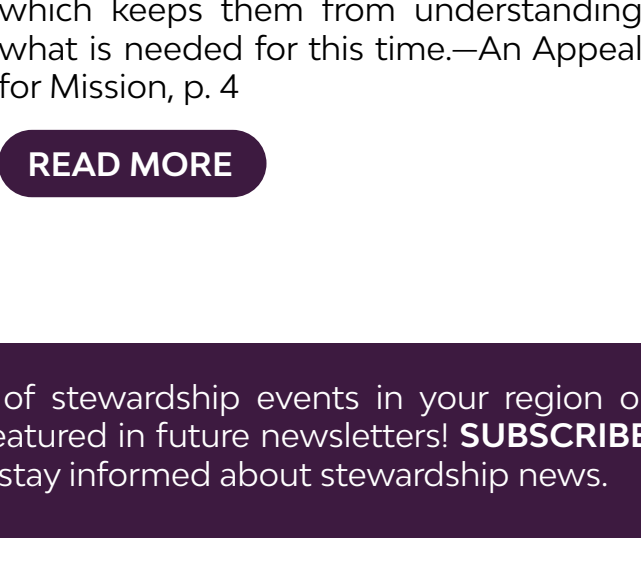 which keeps them from understanding
what is needed for this time.—An Appeal
for Mission, p. 4
READ MORE
of stewardship events in your region o
eatured in future newsletters! SUBSCRIBE
stay informed about stewardship news.